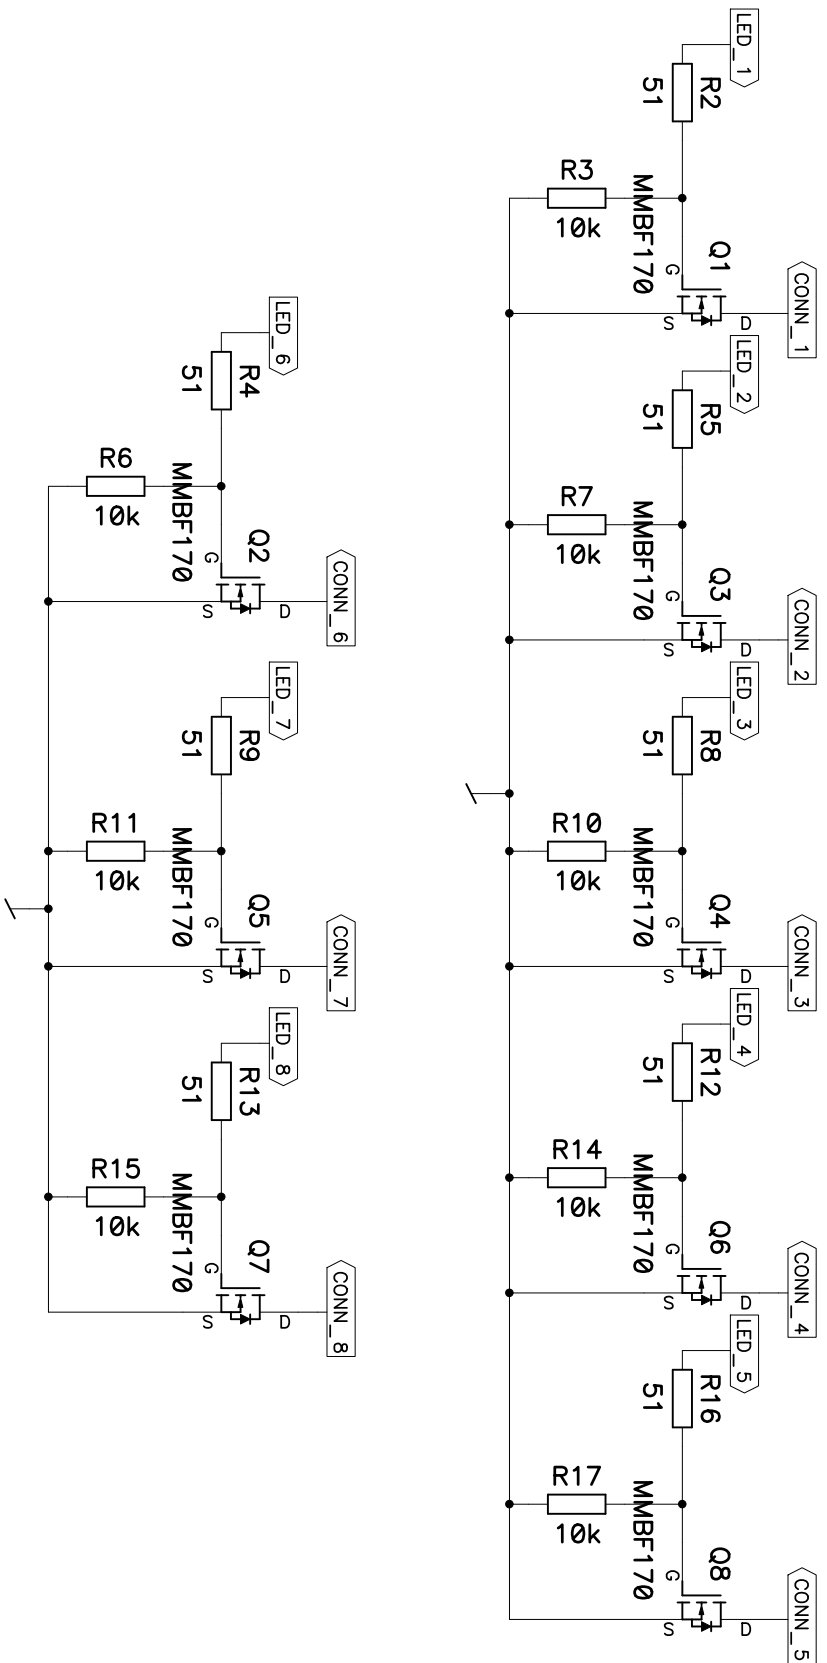 LED_1
R2
51
R3
10k
MMBF170
Q1
G
S
D
CONN_1
LED_2
R5
51
R7
10k
MMBF170
Q3
G
S
D
CONN_2
LED_3
R8
51
R10
10k
MMBF170
Q4
G
S
D
CONN_3
LED_4
R12
51
R14
10k
MMBF170
Q6
G
S
D
CONN_4
LED_5
R16
51
R17
10k
MMBF170
Q8
G
S
D
CONN_5
LED_6
R4
51
R6
10k
MMBF170
Q2
G
S
D
CONN_6
LED_7
R9
51
R11
10k
MMBF170
Q5
G
S
D
CONN_7
LED_8
R13
51
R15
10k
MMBF170
Q7
G
S
D
CONN_8